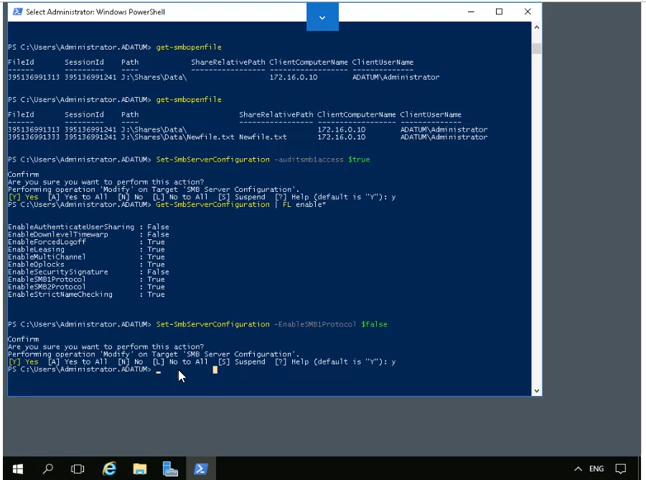 Select Administrator: Windows PowerShell
PS C:\Users\Administrator.ADATUM> get-smbopenfile
FileId SessionId Path ShareRelativePath ClientComputerName ClientUserName
------ --------- ---- ----------------- ------------------ --------------
395136991313 395136991241 J:\Shares\Data\ 172.16.0.10 ADATUM\Administrator
PS C:\Users\Administrator.ADATUM> get-smbopenfile
FileId SessionId Path ShareRelativePath ClientComputerName ClientUserName
------ --------- ---- ----------------- ------------------ --------------
395136991313 395136991241 J:\Shares\Data\ 172.16.0.10 ADATUM\Administrator
395136991333 395136991241 J:\Shares\Data\Newfile.txt Newfile.txt 172.16.0.10 ADATUM\Administrator
PS C:\Users\Administrator.ADATUM> Set-SmbServerConfiguration -auditsmb1access $true
Confirm
Are you sure you want to perform this action?
Performing operation 'Modify' on Target 'SMB Server Configuration'.
[Y] Yes [A] Yes to All [N] No [L] No to All [S] Suspend [?] Help (default is "Y"): y
PS C:\Users\Administrator.ADATUM> Get-SmbServerConfiguration | FL enable*
EnableAuthenticateUserSharing : False
EnableDownlevelTimewarp : False
EnableForcedLogoff : True
EnableLeasing : True
EnableMultiChannel : True
EnableOplocks : True
EnableSecuritySignature : False
EnableSMB1Protocol : True
EnableSMB2Protocol : True
EnableStrictNameChecking : True
PS C:\Users\Administrator.ADATUM> Set-SmbServerConfiguration -EnableSMB1Protocol $false
Confirm
Are you sure you want to perform this action?
Performing operation 'Modify' on Target 'SMB Server Configuration'.
[Y] Yes [A] Yes to All [N] No [L] No to All [S] Suspend [?] Help (default is "Y"): y
PS C:\Users\Administrator.ADATUM> _
ENG